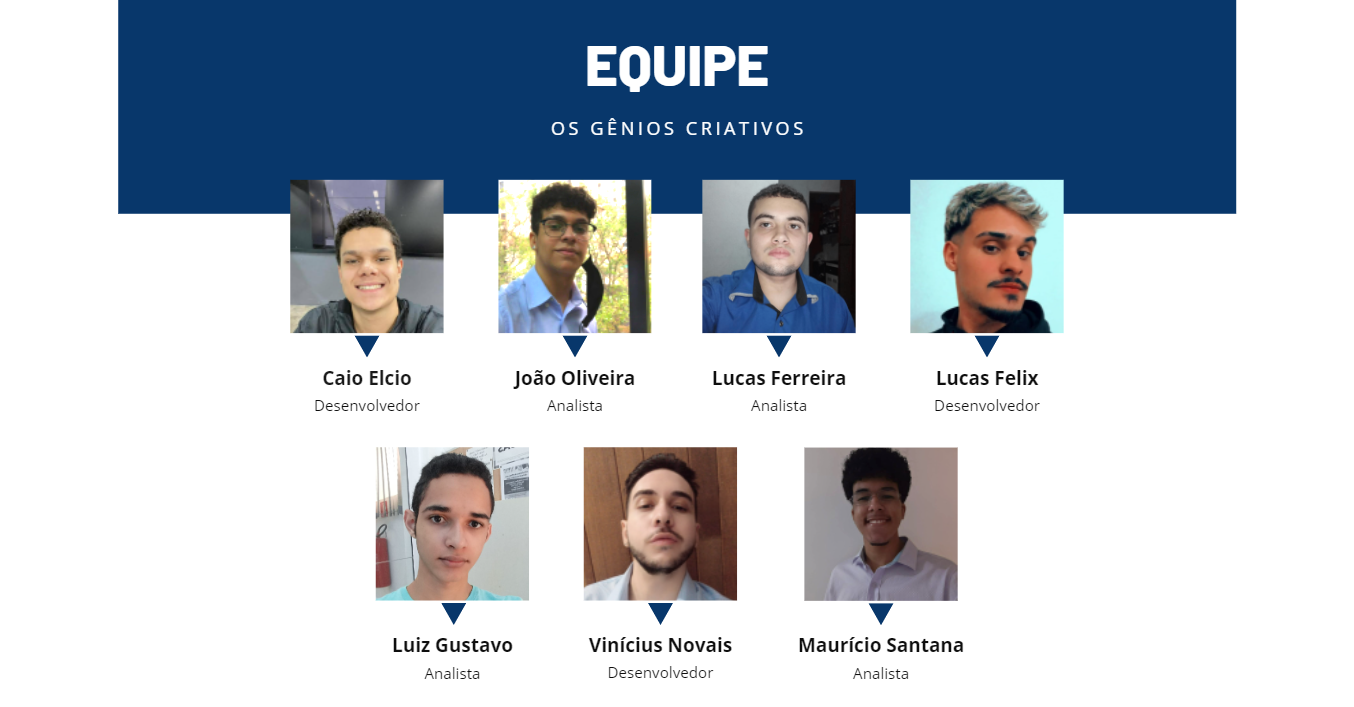 EQUIPE
OS GÊNIOS CRIATIVOS
Caio Elcio
Desenvolvedor
João Oliveira
Analista
Lucas Ferreira
Analista
Lucas Felix
Desenvolvedor
Luiz Gustavo
Analista
Vinícius Novais
Desenvolvedor
Maurício Santana
Analista